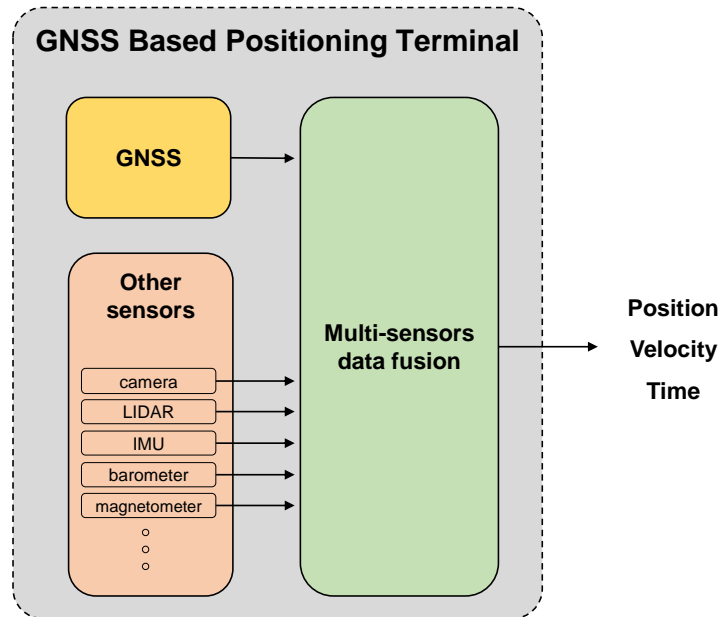 GNSS Based Positioning Terminal
GNSS
Other
sensors
camera
LIDAR
IMU
barometer
magnetometer
Multi-sensors
data fusion
Position
Velocity
Time